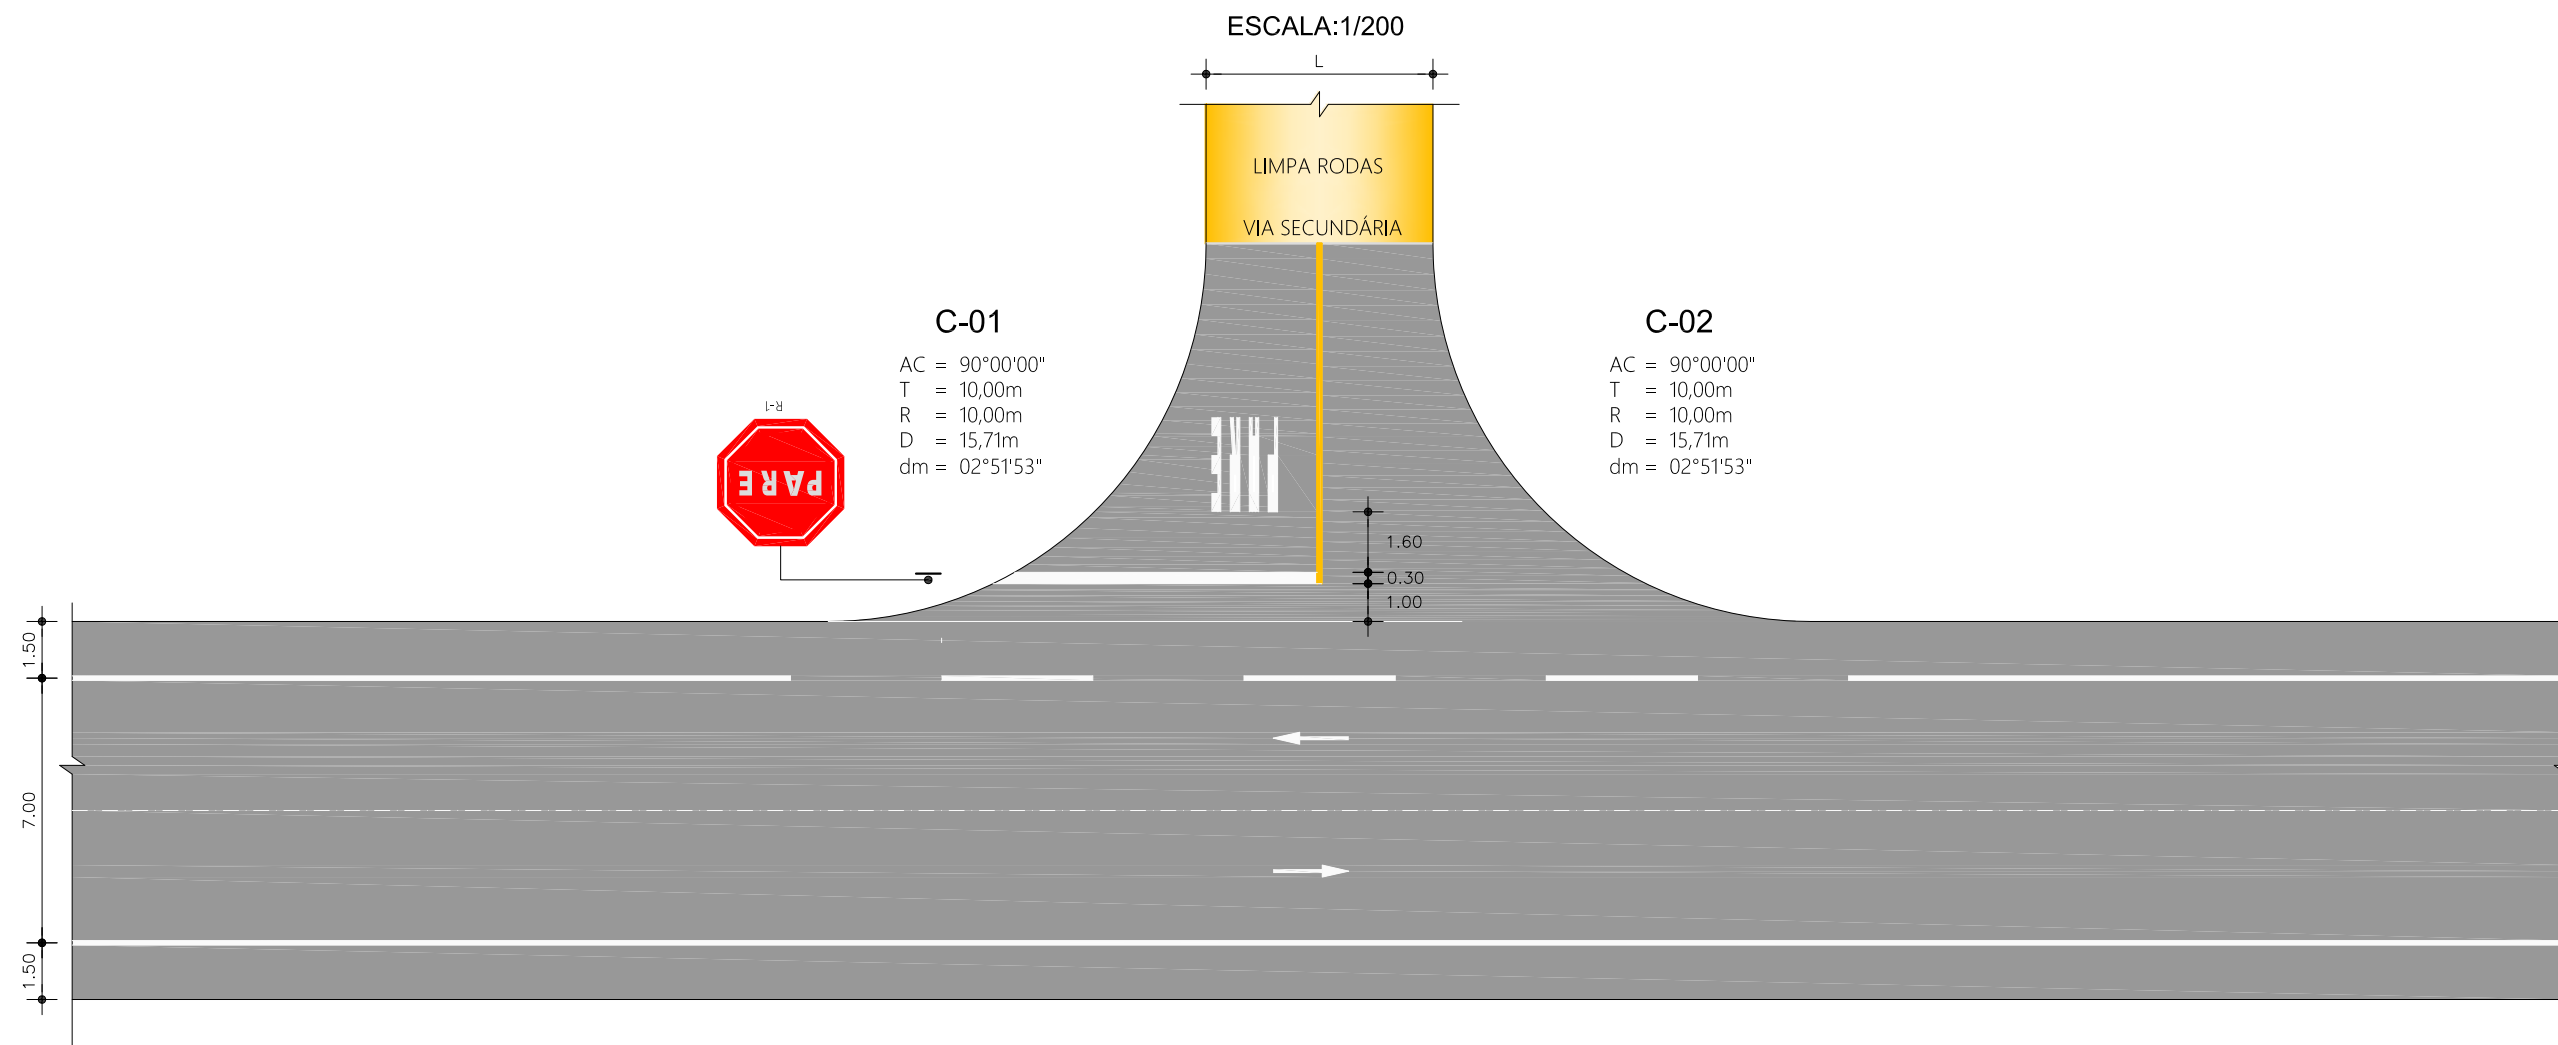 ESCALA:1/200
L
LIMPA RODAS
VIA SECUNDÁRIA
C-01
AC = 90°00'00"
T = 10,00m
R = 10,00m
D = 15,71m
dm = 02°51'53"
C-02
AC = 90°00'00"
T = 10,00m
R = 10,00m
D = 15,71m
dm = 02°51'53"
R-1
PARE
PARE
1.60
0.30
1.00
1.50
7.00
1.50